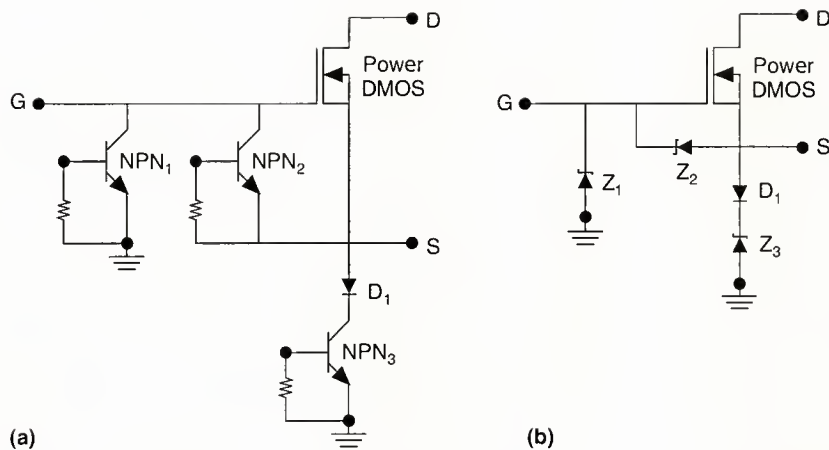 D
Power
DMOS
G
NPN₁
NPN₂
S
D₁
NPN₃
(a)
D
Power
DMOS
G
S
Z₂
Z₁
D₁
Z₃
(b)